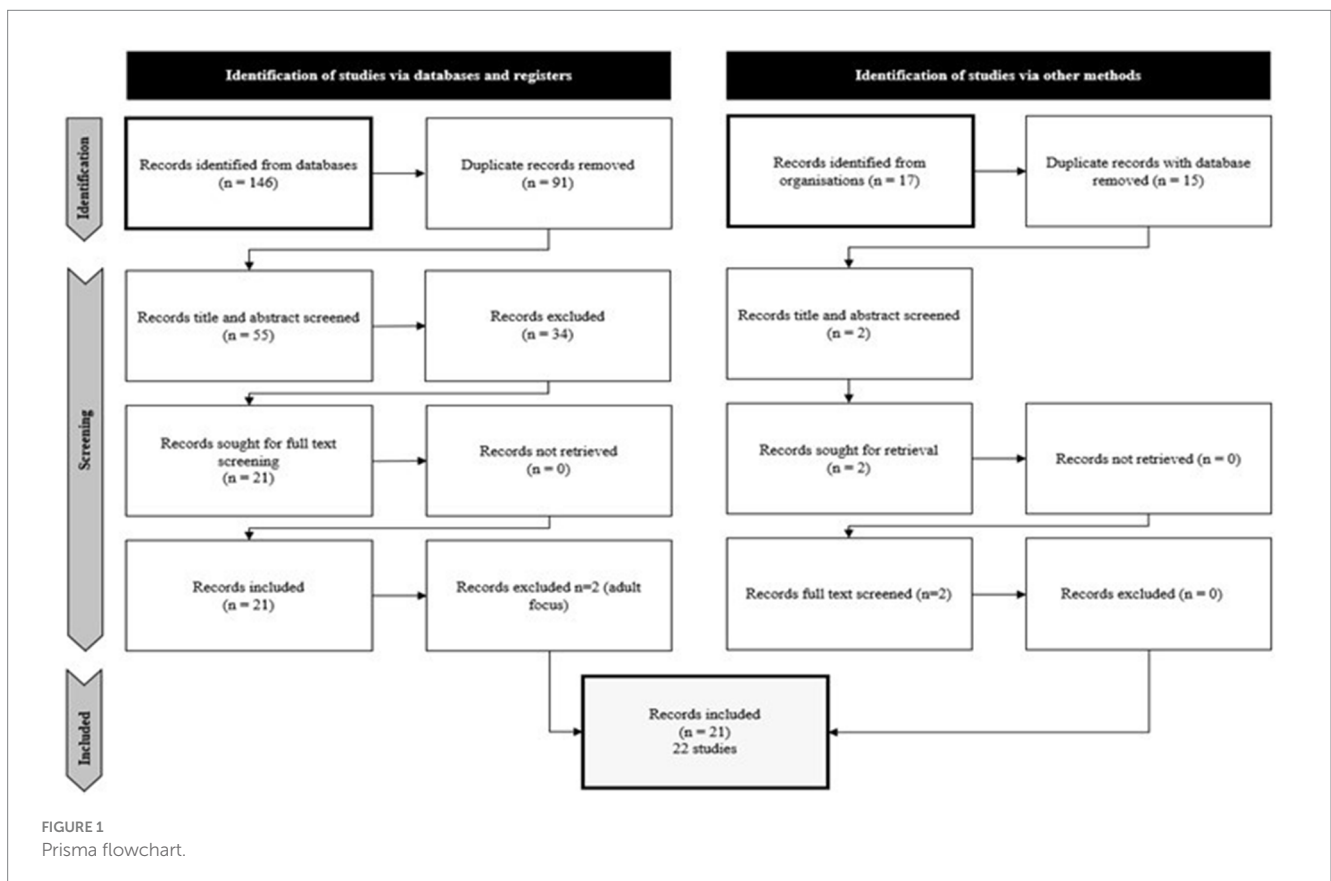 Identification of studies via databases and registers
Identification of studies via other methods
Identification
Records identified from databases
(n = 146)
Duplicate records removed
(n = 91)
Records identified from
organisations (n = 17)
Duplicate records with database
removed (n = 15)
Screening
Records title and abstract screened
(n = 55)
Records excluded
(n = 34)
Records title and abstract screened
(n = 2)
Records sought for full text
screening
(n = 21)
Records not retrieved
(n = 0)
Records sought for retrieval
(n = 2)
Records not retrieved (n = 0)
Records included
(n = 21)
Records excluded n=2 (adult
focus)
Records full text screened (n=2)
Records excluded (n = 0)
Included
Records included
(n = 21)
22 studies
FIGURE 1
Prisma flowchart.